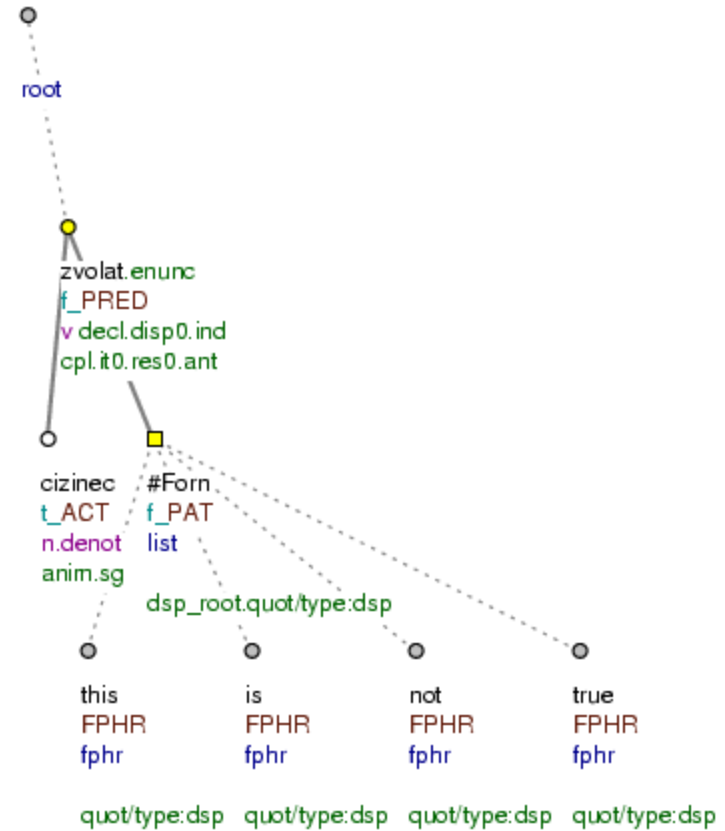 root
zvolat.enunc
f_PRED
v decl.disp0.ind
cpl.it0.res0.ant
cizinec
t_ACT
n.denot
anim.sg
#Forn
f_PAT
list
dsp_root.quot/type:dsp
this is not true
FPHR FPHR FPHR FPHR
fphr fphr fphr fphr
quot/type:dsp quot/type:dsp quot/type:dsp quot/type:dsp